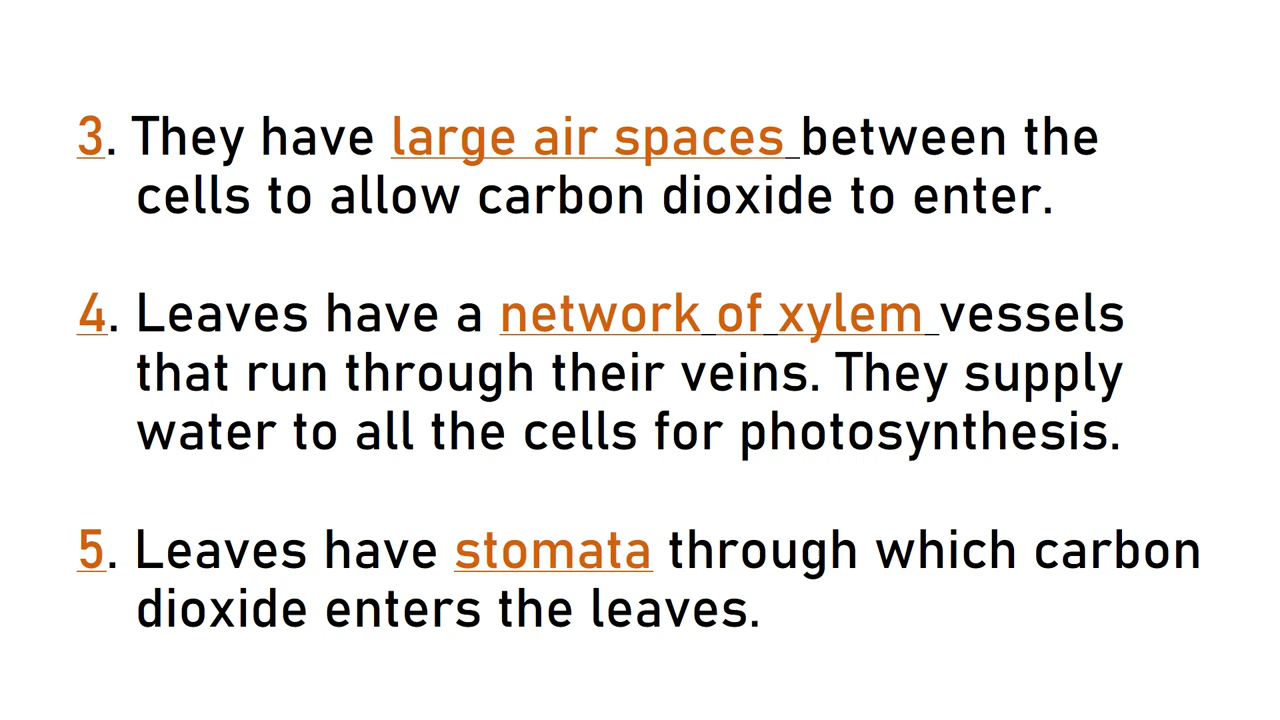 3. They have large air spaces between the
cells to allow carbon dioxide to enter.
4. Leaves have a network of xylem vessels
that run through their veins. They supply
water to all the cells for photosynthesis.
5. Leaves have stomata through which carbon
dioxide enters the leaves.